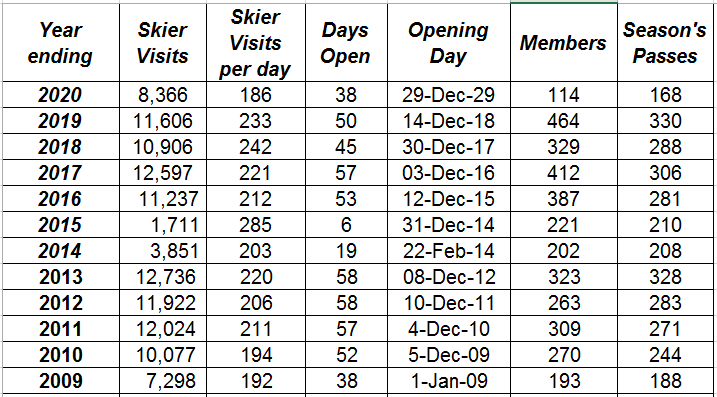 Year ending | Skier Visits | Skier Visits per day | Days Open | Opening Day | Members | Season's Passes
2020 | 8,366 | 186 | 38 | 29-Dec-29 | 114 | 168
2019 | 11,606 | 233 | 50 | 14-Dec-18 | 464 | 330
2018 | 10,906 | 242 | 45 | 30-Dec-17 | 329 | 288
2017 | 12,597 | 221 | 57 | 03-Dec-16 | 412 | 306
2016 | 11,237 | 212 | 53 | 12-Dec-15 | 387 | 281
2015 | 1,711 | 285 | 6 | 31-Dec-14 | 221 | 210
2014 | 3,851 | 203 | 19 | 22-Feb-14 | 202 | 208
2013 | 12,736 | 220 | 58 | 08-Dec-12 | 323 | 328
2012 | 11,922 | 206 | 58 | 10-Dec-11 | 263 | 283
2011 | 12,024 | 211 | 57 | 4-Dec-10 | 309 | 271
2010 | 10,077 | 194 | 52 | 5-Dec-09 | 270 | 244
2009 | 7,298 | 192 | 38 | 1-Jan-09 | 193 | 188